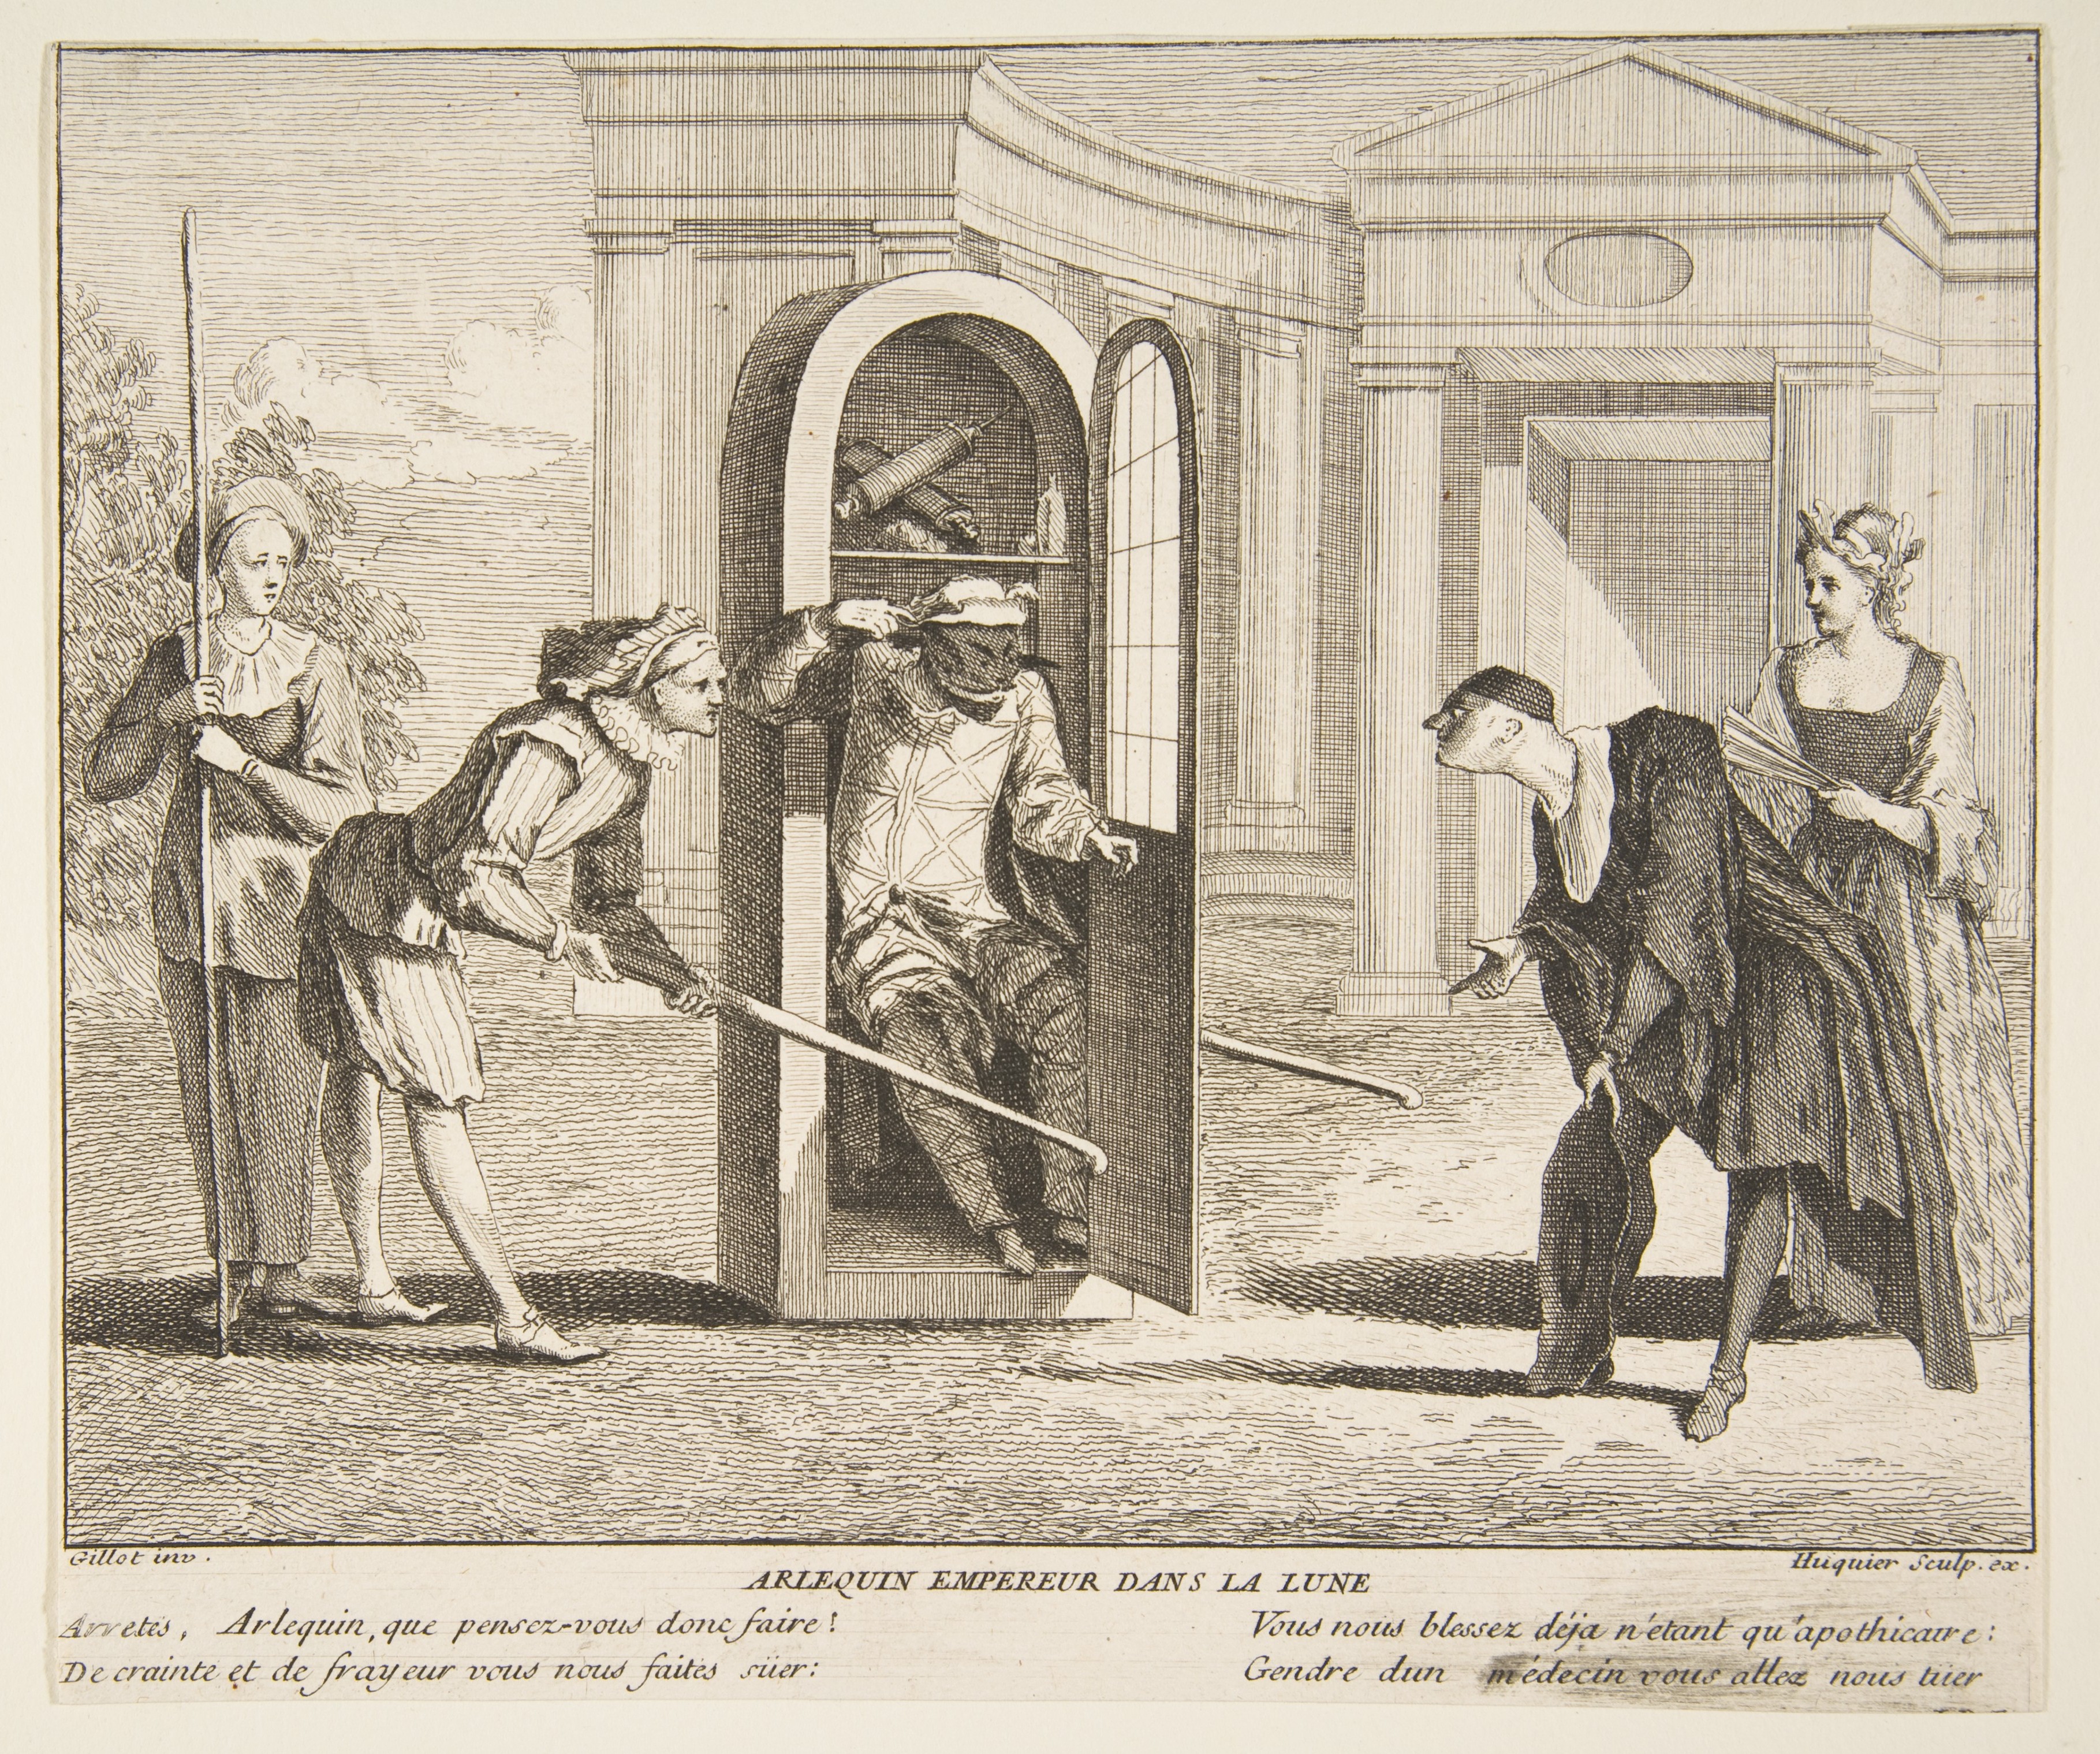 Gillot inv.
Huquier Sculp. ex.
ARLEQUIN EMPEREUR DANS LA LUNE
Arretés, Arlequin, que pensez-vous donc faire!
De crainte et de frayeur vous nous faites süer:
Vous nous blessez déja n'étant qu'apothicaire:
Gendre dun médecin vous allez nous tüer